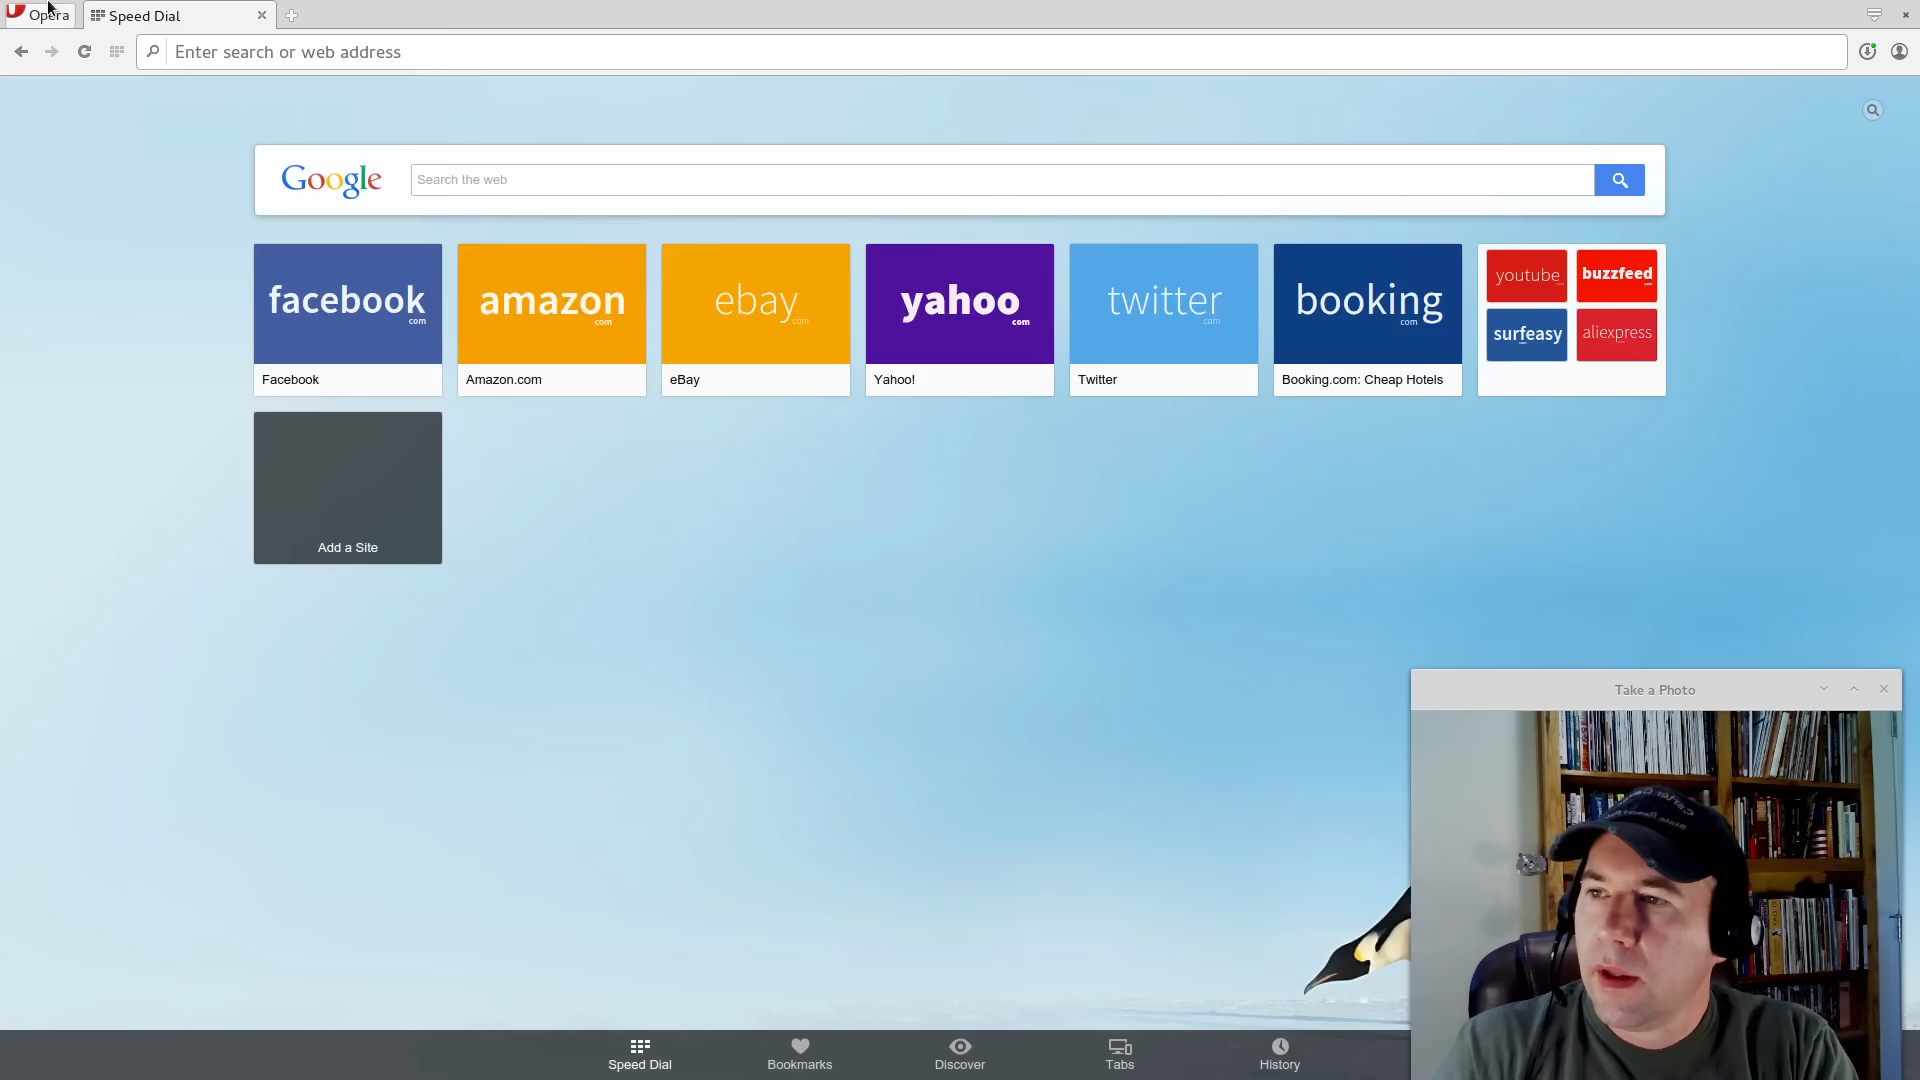 Opera
Speed Dial
Enter search or web address
Google
Search the web
facebook
com
amazon
com
ebay
com
yahoo
com
twitter
com
booking
com
youtube
buzzfeed
surfeasy
aliexpress
Facebook
Amazon.com
eBay
Yahoo!
Twitter
Booking.com: Cheap Hotels
Add a Site
Take a Photo
Speed Dial
Bookmarks
Discover
Tabs
History